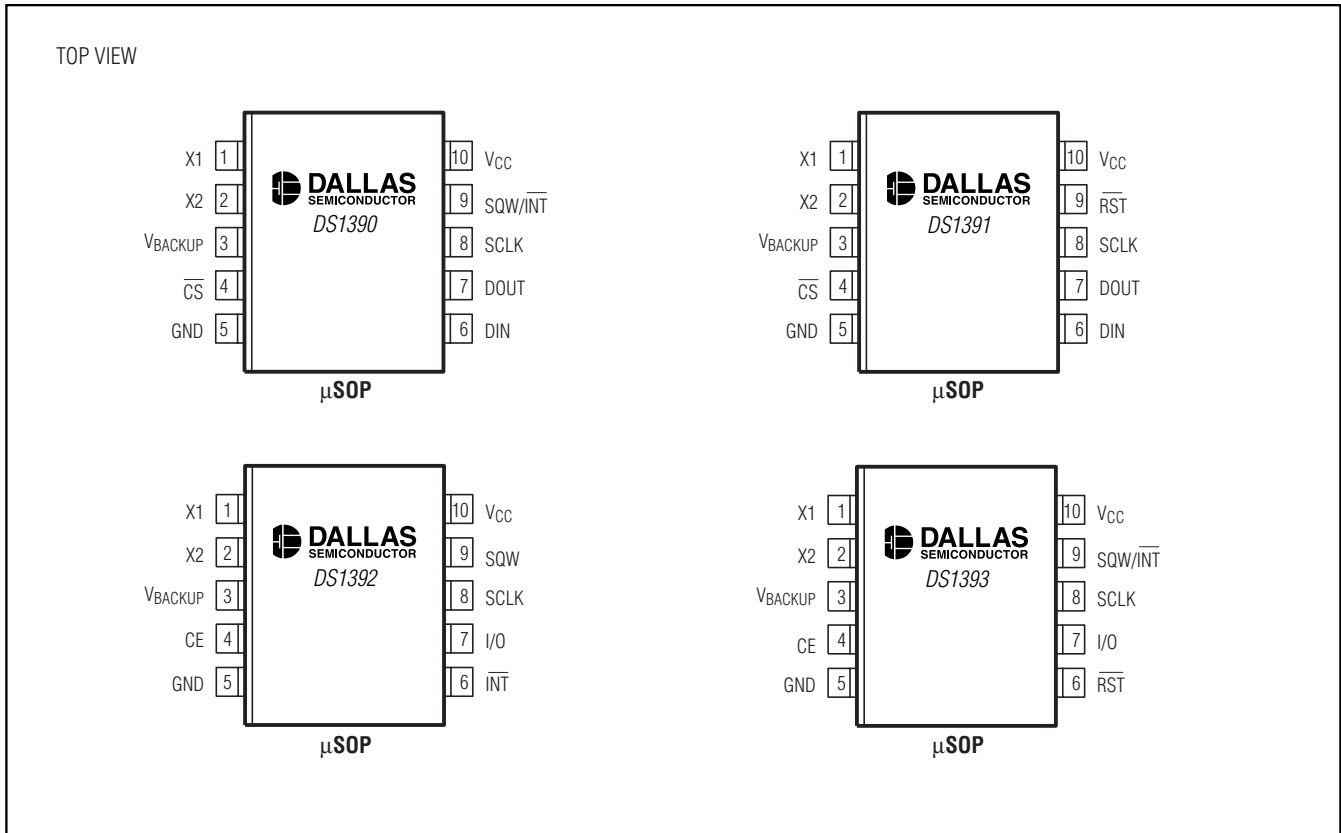 TOP VIEW
X1 1
X2 2
VBACKUP 3
CS 4
GND 5
DALLAS
SEMICONDUCTOR
DS1390
10 VCC
9 SQW/INT
8 SCLK
7 DOUT
6 DIN
μSOP
X1 1
X2 2
VBACKUP 3
CS 4
GND 5
DALLAS
SEMICONDUCTOR
DS1391
10 VCC
9 RST
8 SCLK
7 DOUT
6 DIN
μSOP
X1 1
X2 2
VBACKUP 3
CE 4
GND 5
DALLAS
SEMICONDUCTOR
DS1392
10 VCC
9 SQW
8 SCLK
7 I/O
6 INT
μSOP
X1 1
X2 2
VBACKUP 3
CE 4
GND 5
DALLAS
SEMICONDUCTOR
DS1393
10 VCC
9 SQW/INT
8 SCLK
7 I/O
6 RST
μSOP